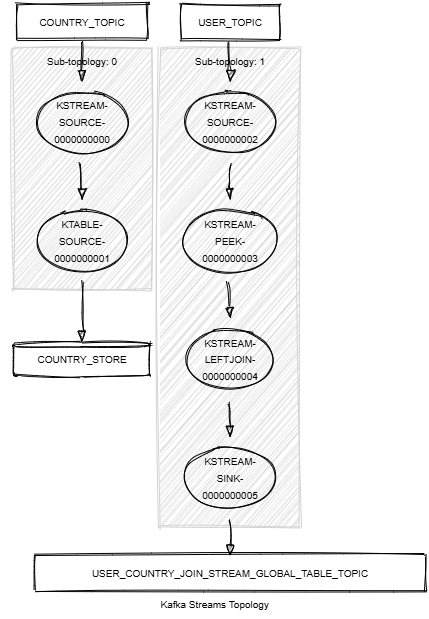 COUNTRY_TOPIC
USER_TOPIC
Sub-topology: 0
Sub-topology: 1
KSTREAM-
SOURCE-
0000000000
KSTREAM-
SOURCE-
0000000002
KTABLE-
SOURCE-
0000000001
KSTREAM-
PEEK-
0000000003
COUNTRY_STORE
KSTREAM-
LEFTJOIN-
0000000004
KSTREAM-
SINK-
0000000005
USER_COUNTRY_JOIN_STREAM_GLOBAL_TABLE_TOPIC
Kafka Streams Topology